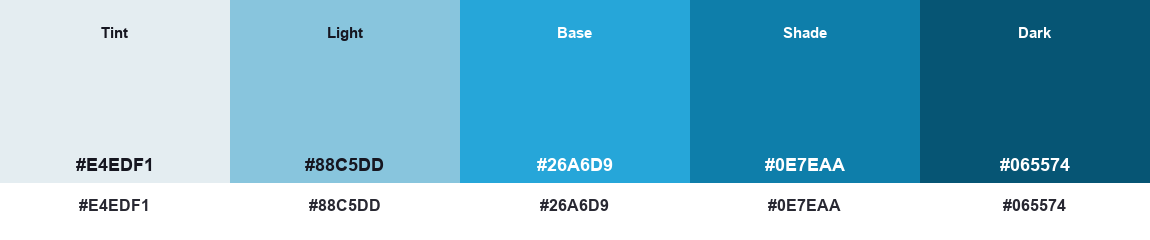 Tint Light Base Shade Dark
#E4EDF1 #88C5DD #26A6D9 #0E7EAA #065574
#E4EDF1 #88C5DD #26A6D9 #0E7EAA #065574